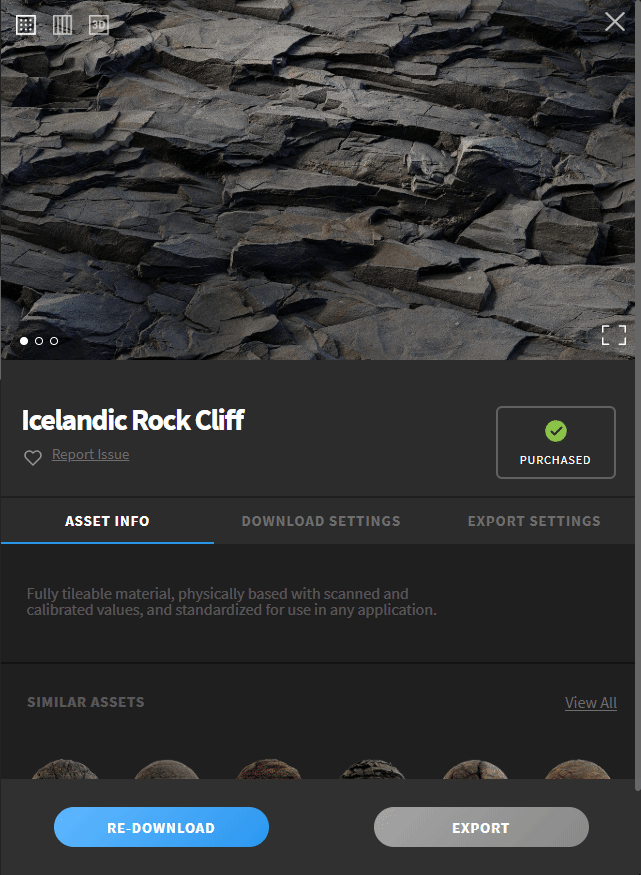 3D
Icelandic Rock Cliff
Report Issue
PURCHASED
ASSET INFO
DOWNLOAD SETTINGS
EXPORT SETTINGS
Fully tileable material, physically based with scanned and
calibrated values, and standardized for use in any application.
SIMILAR ASSETS
View All
RE-DOWNLOAD
EXPORT